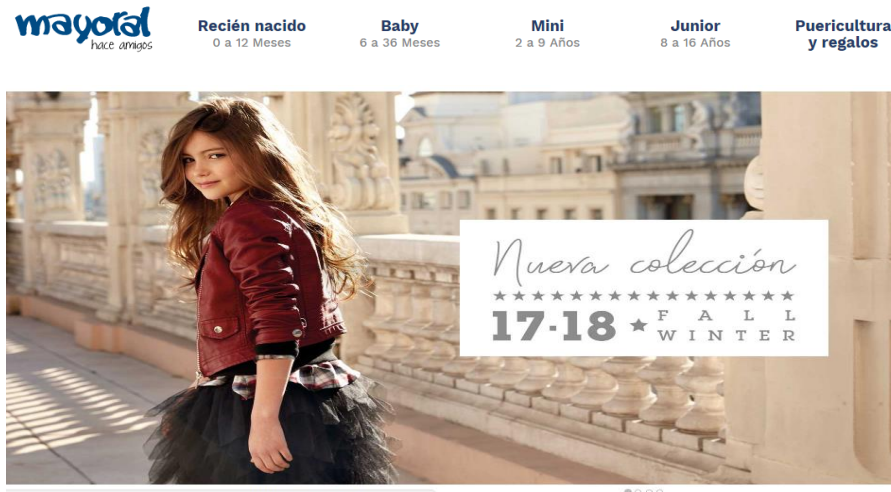 mayoral
hace amigos
Recién nacido
0 a 12 Meses
Baby
6 a 36 Meses
Mini
2 a 9 Años
Junior
8 a 16 Años
Puericultura
y regalos
Nueva colección
17·18 ★ FALL
WINTER